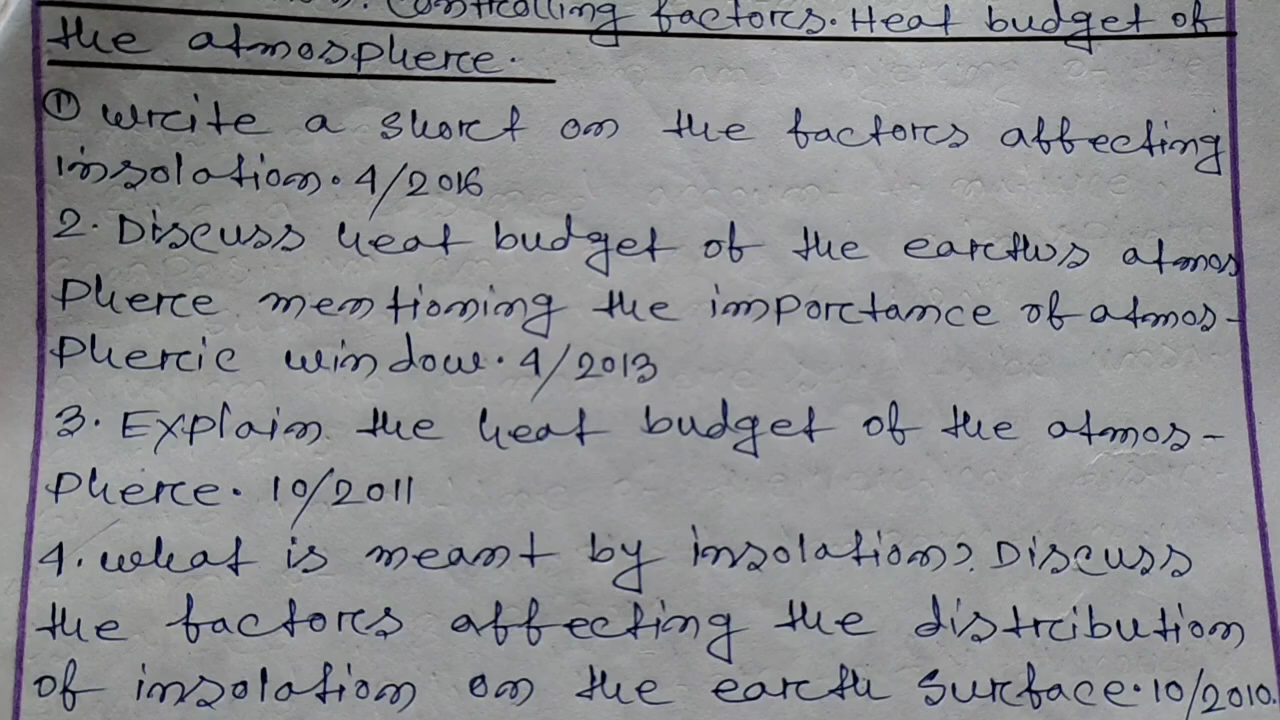 Controlling factors. Heat budget of
the atmosphere.
① Write a short on the factors affecting
insolation. 4/2016
2. Discuss heat budget of the earths atmos
phere mentioning the importance of atmos-
pheric window. 4/2013
3. Explain the heat budget of the atmos-
phere. 10/2011
4. What is meant by insolation? Discuss
the factors affecting the distribution
of insolation on the earth surface. 10/2010.